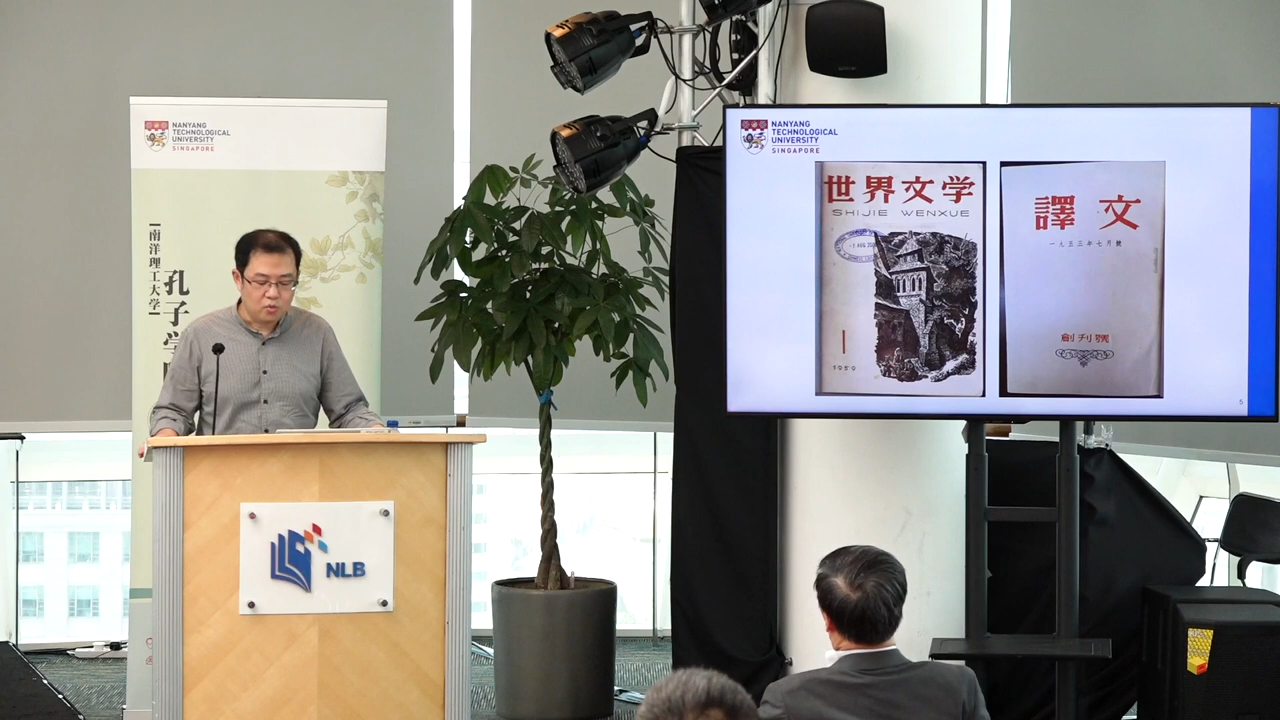 NANYANG
TECHNOLOGICAL
UNIVERSITY
SINGAPORE
南洋理工大学
孔子学
NLB
NANYANG
TECHNOLOGICAL
UNIVERSITY
SINGAPORE
世界文学
SHIJIE WENXUE
1
1959
譯文
一九五三年七月號
創刊號
5